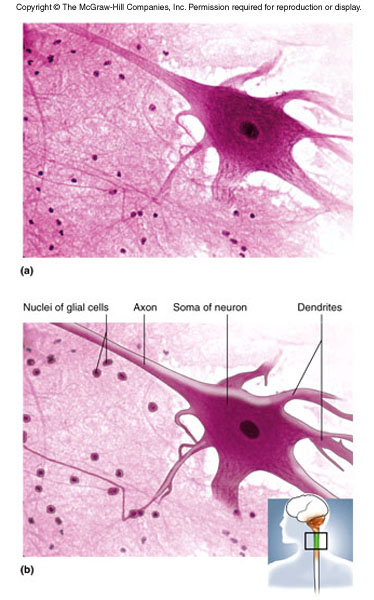 Copyright © The McGraw-Hill Companies, Inc. Permission required for reproduction or display.
(a)
Nuclei of glial cells Axon Soma of neuron Dendrites
(b)